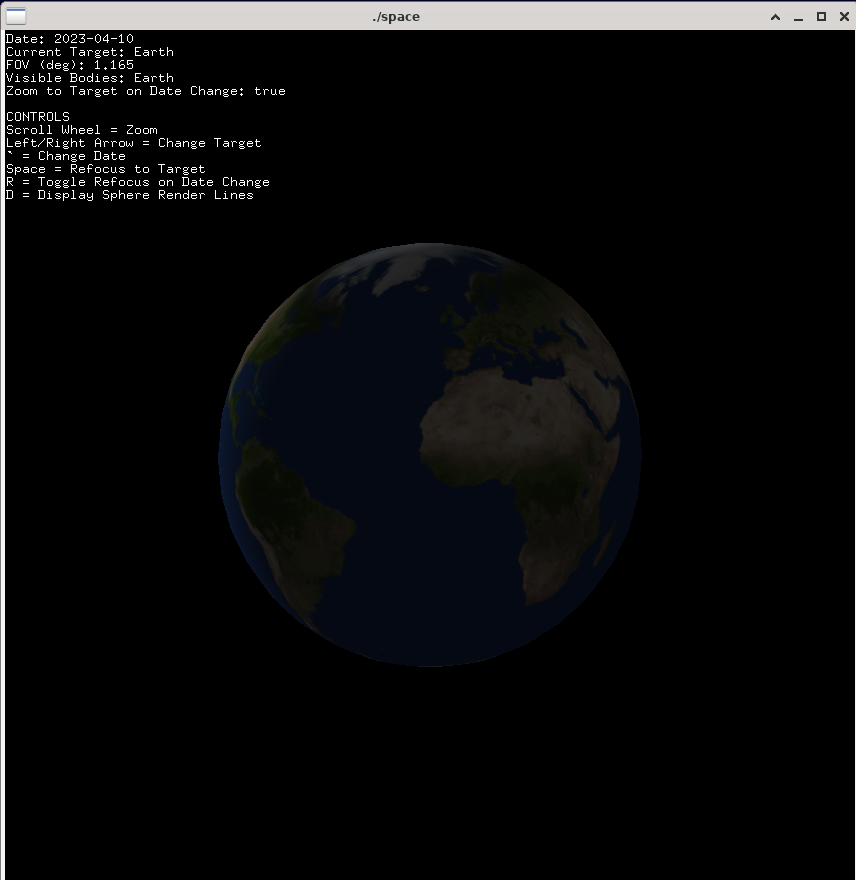 ./space
Date: 2023-04-10
Current Target: Earth
FOV (deg): 1.165
Visible Bodies: Earth
Zoom to Target on Date Change: true
CONTROLS
Scroll Wheel = Zoom
Left/Right Arrow = Change Target
` = Change Date
Space = Refocus to Target
R = Toggle Refocus on Date Change
D = Display Sphere Render Lines